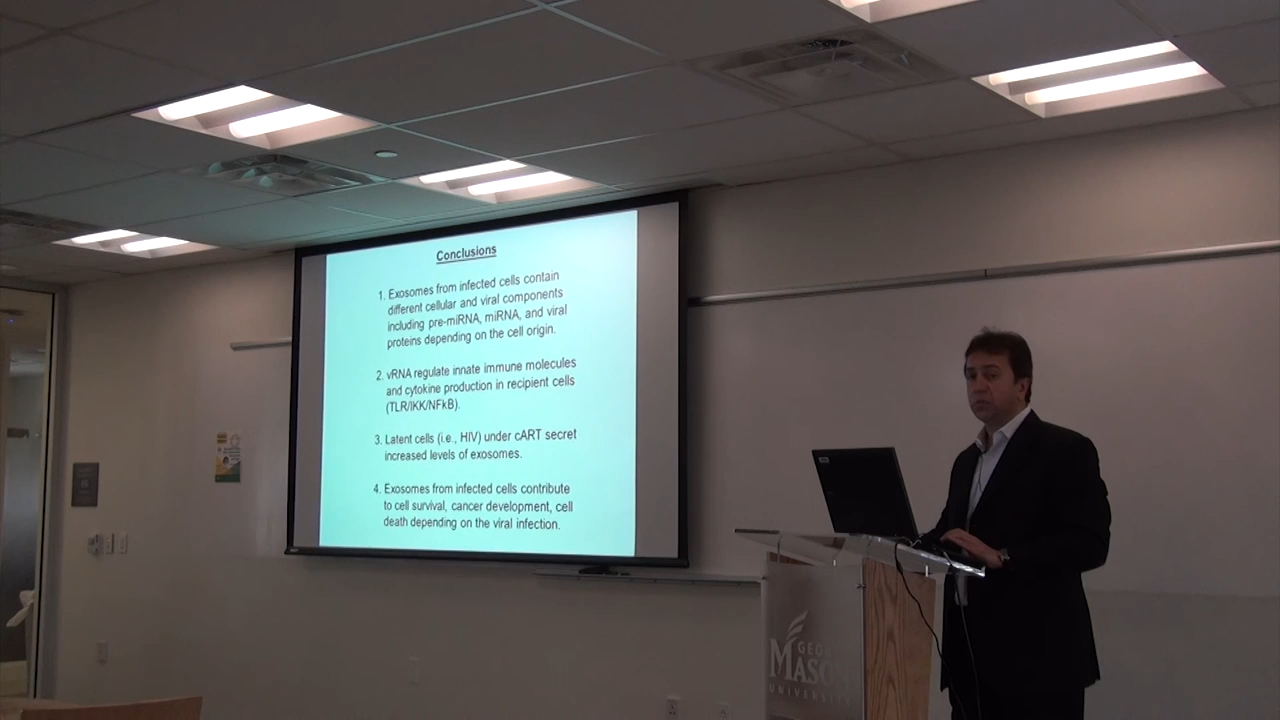 Conclusions
1. Exosomes from infected cells contain
different cellular and viral components
including pre-miRNA, miRNA, and viral
proteins depending on the cell origin.
2. vRNA regulate innate immune molecules
and cytokine production in recipient cells
(TLR/IKK/NFkB).
3. Latent cells (i.e., HIV) under cART secret
increased levels of exosomes.
4. Exosomes from infected cells contribute
to cell survival, cancer development, cell
death depending on the viral infection.
MASON
UNIVERSITY